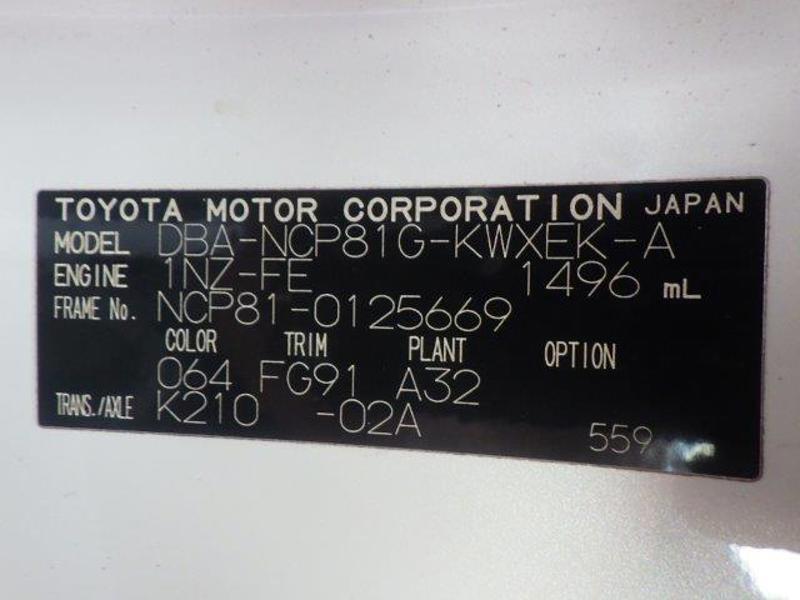 TOYOTA MOTOR CORPORATION JAPAN
MODEL DBA-NCP81G-KWXEK-A
ENGINE 1NZ-FE 1496 mL
FRAME No. NCP81-0125669
COLOR TRIM PLANT OPTION
064 FG91 A32
TRANS./AXLE K210 -02A
559